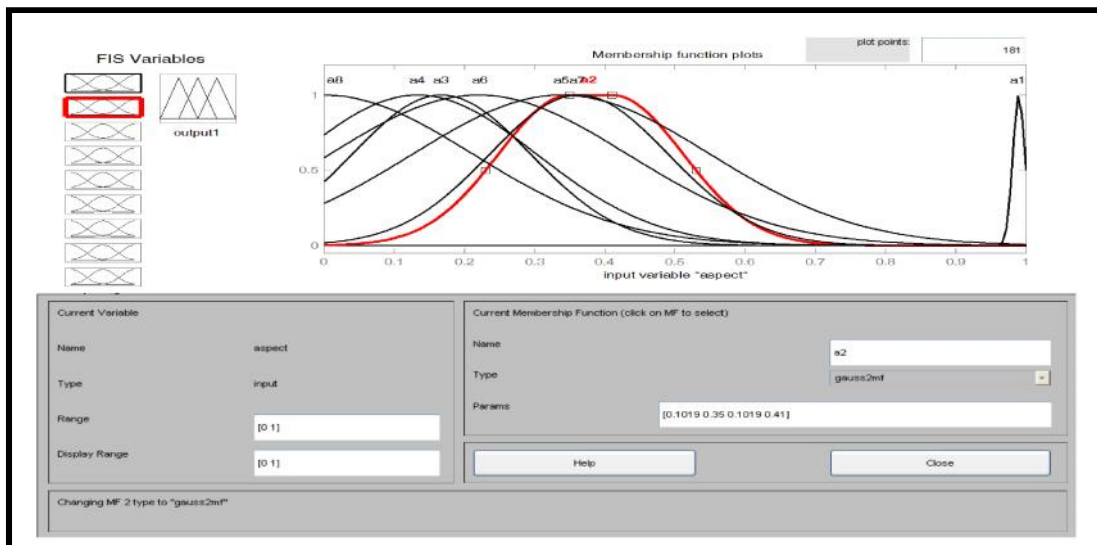 FIS Variables
output1
Membership function plots
plot points:
181
a8 a4 a3 a6 a5 a7 a2 a1
1
0.5
0
0 0.1 0.2 0.3 0.4 0.5 0.6 0.7 0.8 0.9 1
input variable "aspect"
Current Variable
Name aspect
Type input
Range [0 1]
Display Range [0 1]
Current Membership Function (click on MF to select)
Name a2
Type gauss2mf
Params [0.1019 0.35 0.1019 0.41]
Help Close
Changing MF 2 type to "gauss2mf"